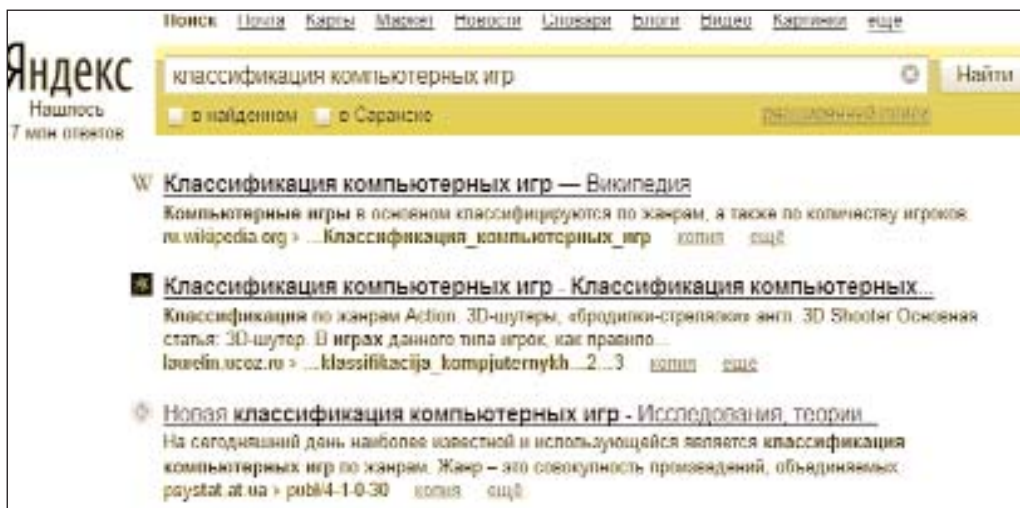 Поиск Почта Карты Маркет Новости Словари Блоги Видео Картинки ещё
Яндекс
классификация компьютерных игр
Найти
Нашлось
7 млн ответов
в найденном в Саранске расширенный поиск
W Классификация компьютерных игр — Википедия
Компьютерные игры в основном классифицируются по жанрам, а также по количеству игроков.
ru.wikipedia.org › ...Классификация_компьютерных_игр копия ещё
Классификация компьютерных игр - Классификация компьютерных...
Классификация по жанрам Action. 3D-шутеры, «бродилки-стрелялки» англ. 3D Shooter Основная
статья: 3D-шутер. В играх данного типа игрок, как правило...
lawelin.ucoz.ru › ...klassifikacija_kompjuternykh...2...3 копия ещё
Новая классификация компьютерных игр - Исследования, теории...
На сегодняшний день наиболее известной и использующейся является классификация
компьютерных игр по жанрам. Жанр – это совокупность произведений, объединяемых
psystat.at.ua › publ/4-1-0-30 копия ещё